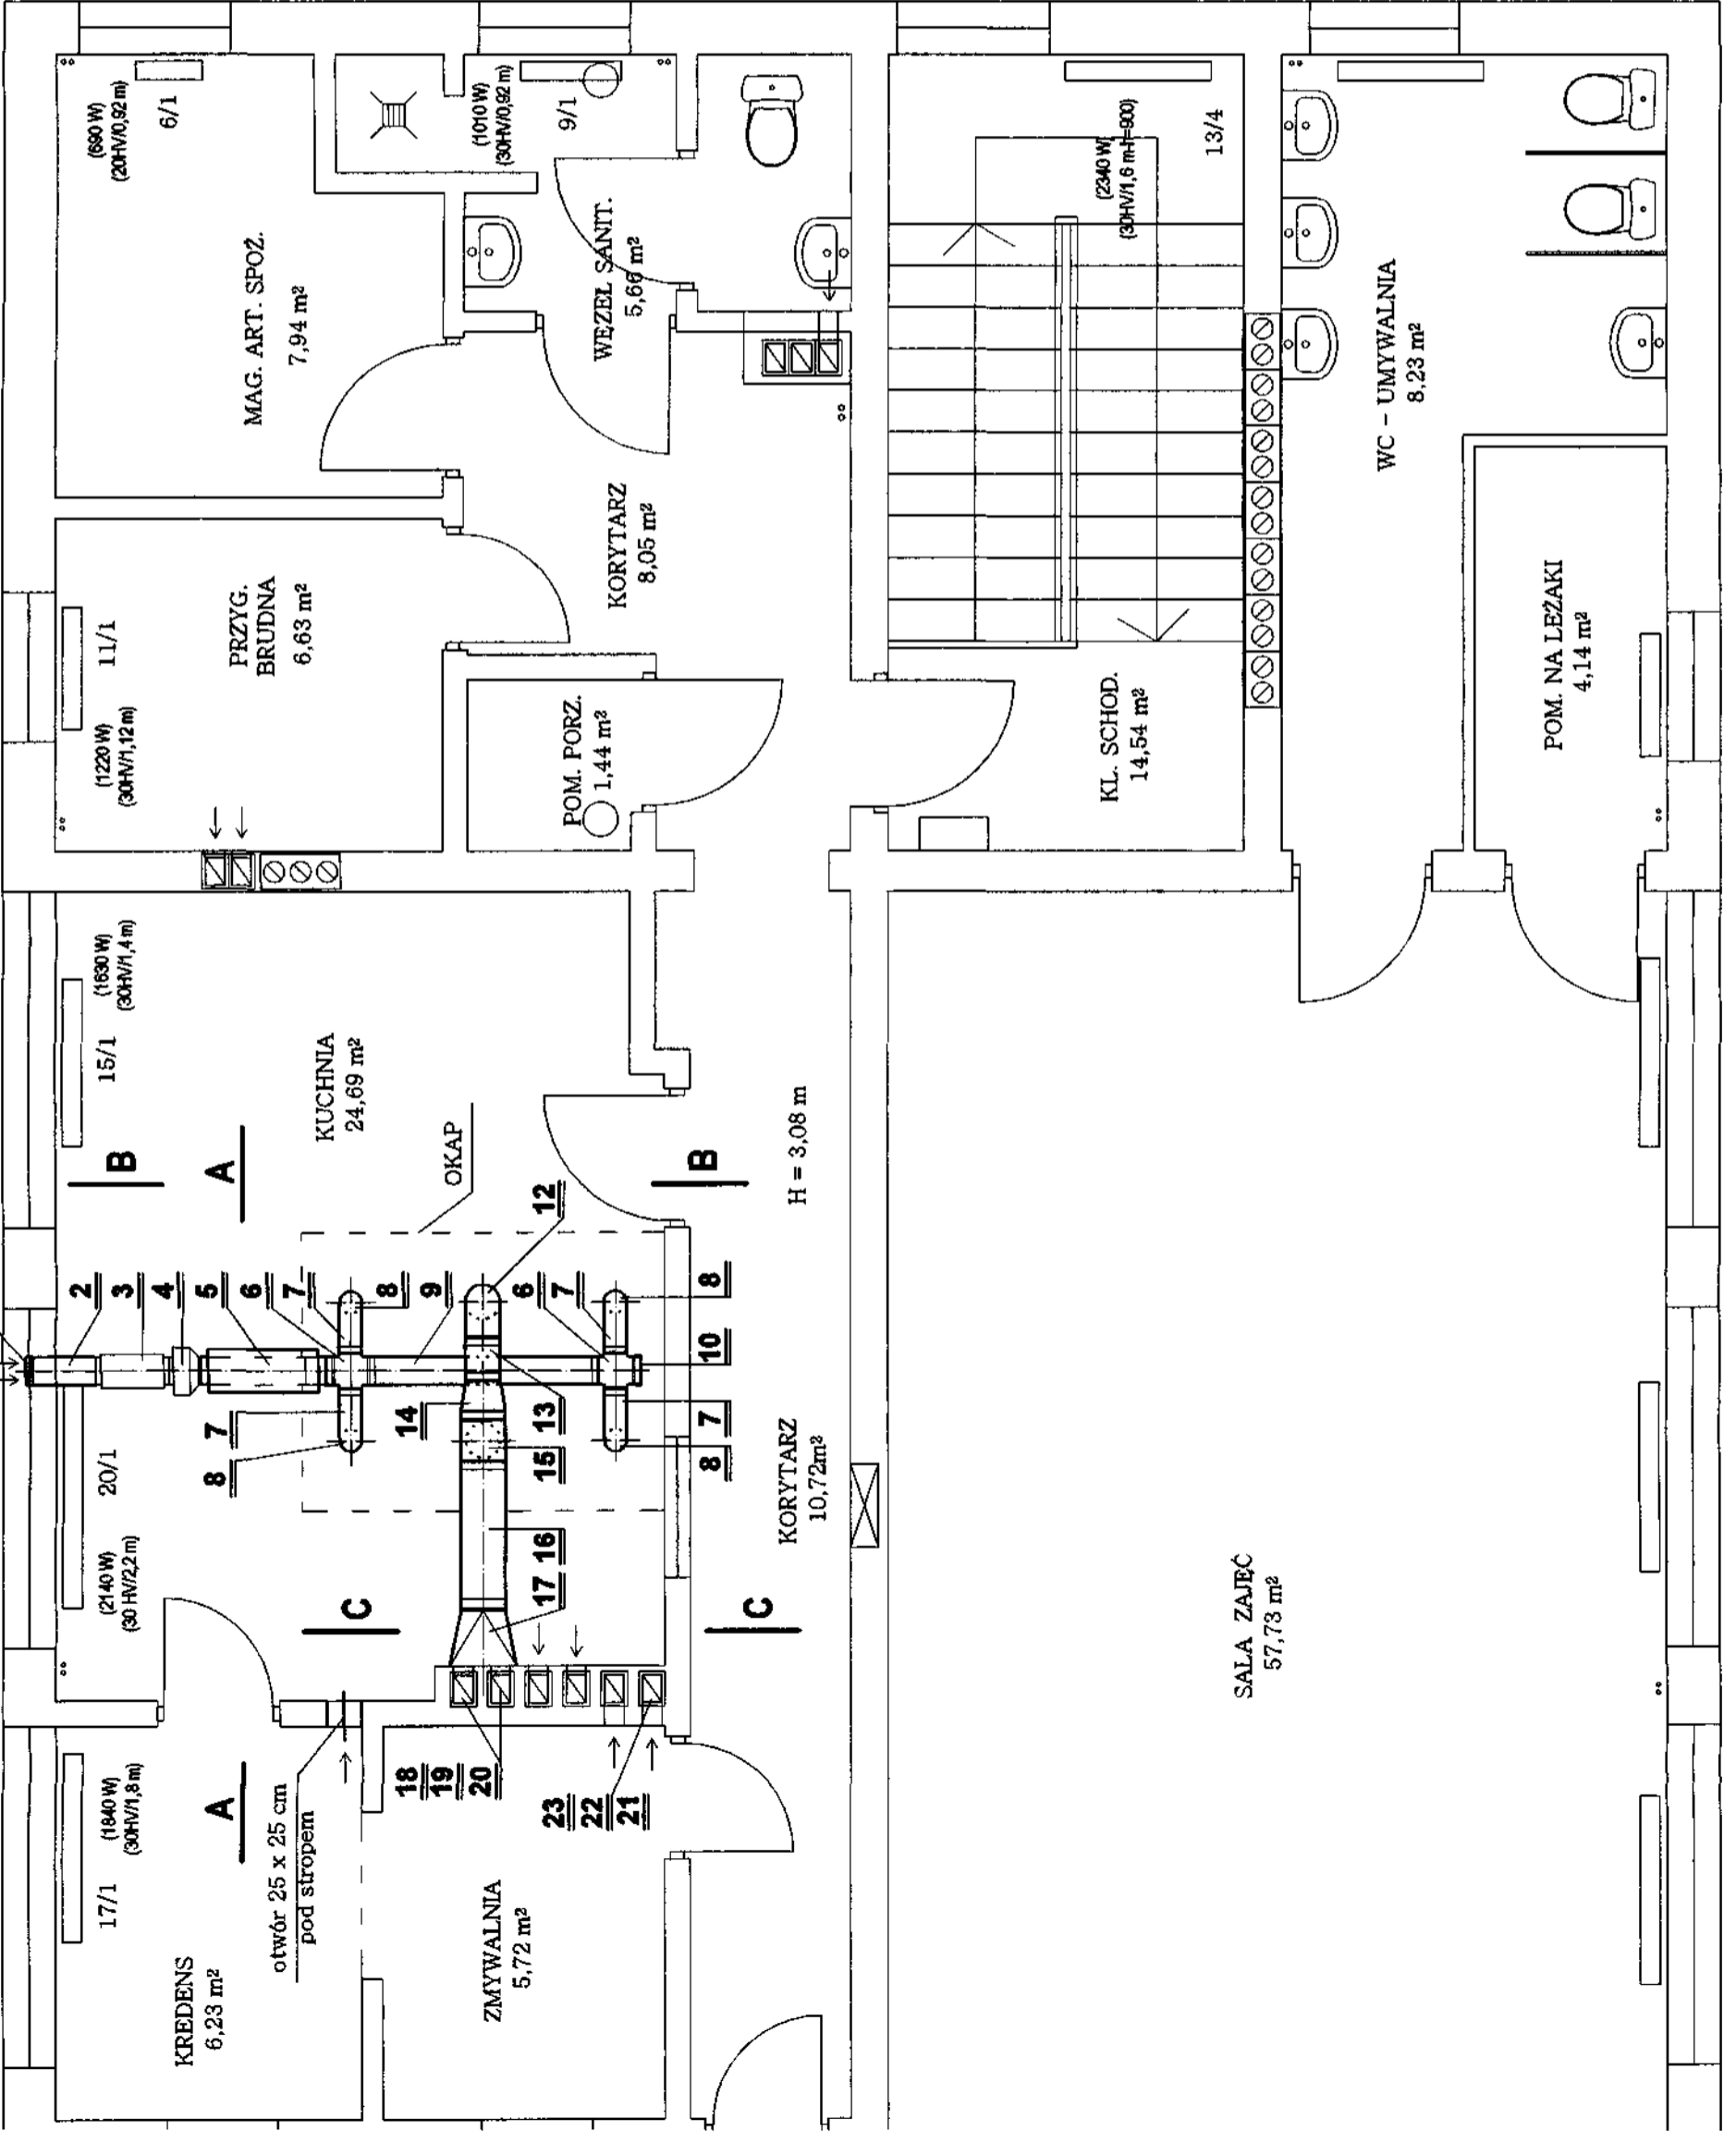 (690 W)
(20HV/0,92 m)
6/1
MAG. ART. SPOŻ.
7,94 m²
(1010 W)
(30HV/0,92 m)
9/1
WĘZEŁ SANIT.
5,66 m²
(2340 W)
(30HV/1,6 m H=900)
13/4
WC - UMYWALNIA
8,23 m²
11/1
(1220 W)
(30HV/1,12 m)
PRZYG.
BRUDNA
6,63 m²
KORYTARZ
8,05 m²
POM. PORZ.
1,44 m²
KL. SCHOD.
14,54 m²
POM. NA LEŻAKI
4,14 m²
(1630 W)
(30HV/1,4 m)
15/1
KUCHNIA
24,69 m²
OKAP
H = 3,08 m
B
A
B
2
3
4
5
6
7
8
9
12
6
7
8
10
7
8
14
13
15
7
8
20/1
(2140 W)
(30 HV/2,2 m)
16
17
C
C
KORYTARZ
10,72m²
SALA ZAJĘĆ
57,73 m²
18
19
20
23
22
21
A
(1840 W)
(30HV/1,8 m)
17/1
otwór 25 x 25 cm
pod stropem
KREDENS
6,23 m²
ZMYWALNIA
5,72 m²